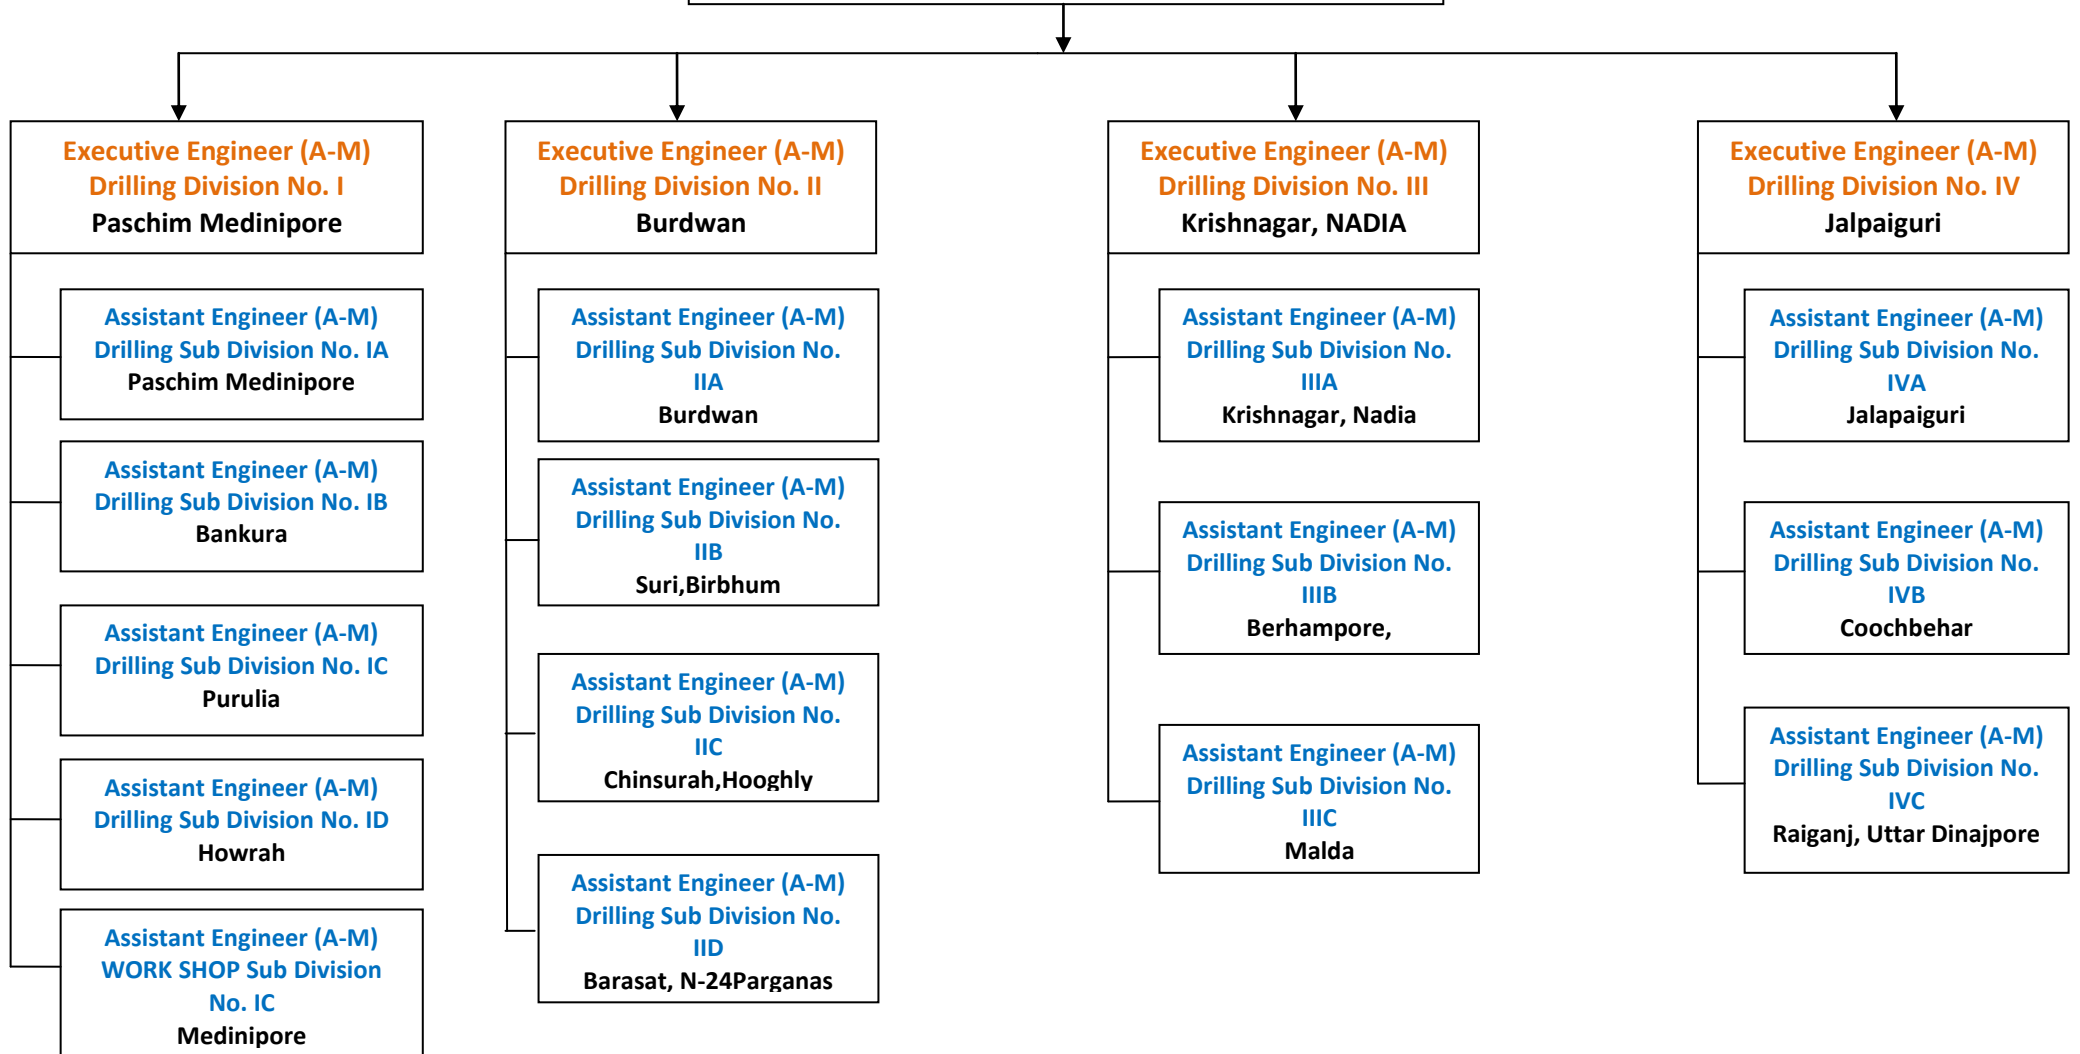 Executive Engineer (A-M)
Drilling Division No. I
Paschim Medinipore
Assistant Engineer (A-M)
Drilling Sub Division No. IA
Paschim Medinipore
Assistant Engineer (A-M)
Drilling Sub Division No. IB
Bankura
Assistant Engineer (A-M)
Drilling Sub Division No. IC
Purulia
Assistant Engineer (A-M)
Drilling Sub Division No. ID
Howrah
Assistant Engineer (A-M)
WORK SHOP Sub Division
No. IC
Medinipore
Executive Engineer (A-M)
Drilling Division No. II
Burdwan
Assistant Engineer (A-M)
Drilling Sub Division No.
IIA
Burdwan
Assistant Engineer (A-M)
Drilling Sub Division No.
IIB
Suri,Birbhum
Assistant Engineer (A-M)
Drilling Sub Division No.
IIC
Chinsurah,Hooghly
Assistant Engineer (A-M)
Drilling Sub Division No.
IID
Barasat, N-24Parganas
Executive Engineer (A-M)
Drilling Division No. III
Krishnagar, NADIA
Assistant Engineer (A-M)
Drilling Sub Division No.
IIIA
Krishnagar, Nadia
Assistant Engineer (A-M)
Drilling Sub Division No.
IIIB
Berhampore,
Assistant Engineer (A-M)
Drilling Sub Division No.
IIIC
Malda
Executive Engineer (A-M)
Drilling Division No. IV
Jalpaiguri
Assistant Engineer (A-M)
Drilling Sub Division No.
IVA
Jalapaiguri
Assistant Engineer (A-M)
Drilling Sub Division No.
IVB
Coochbehar
Assistant Engineer (A-M)
Drilling Sub Division No.
IVC
Raiganj, Uttar Dinajpore